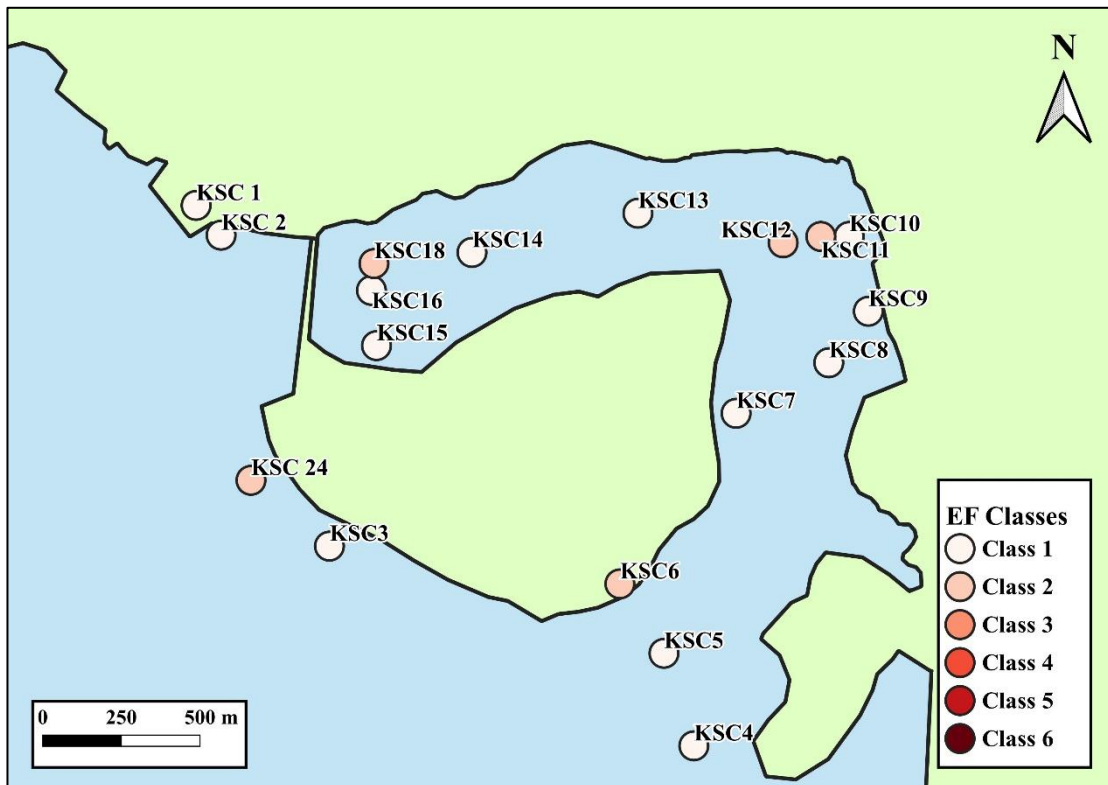 N
KSC 1
KSC 2
KSC13
KSC12
KSC10
KSC11
KSC18
KSC14
KSC16
KSC9
KSC15
KSC8
KSC7
KSC 24
KSC3
KSC6
KSC5
KSC4
EF Classes
Class 1
Class 2
Class 3
Class 4
Class 5
Class 6
0 250 500 m